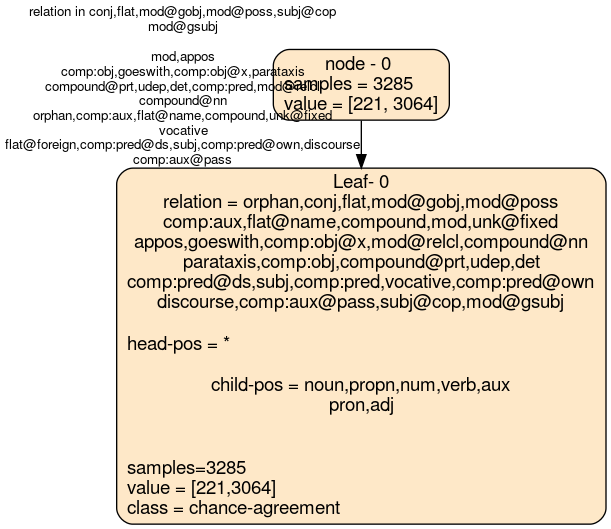 relation in conj,flat,mod@gobj,mod@poss,subj@cop
mod@gsubj
mod,appos
comp:obj,goeswith,comp:obj@x,parataxis
compound@prt,udep,det,comp:pred,mod@relcl
compound@nn
orphan,comp:aux,flat@name,compound,unk@fixed
vocative
flat@foreign,comp:pred@ds,subj,comp:pred@own,discourse
comp:aux@pass
node - 0
samples = 3285
value = [221, 3064]
Leaf- 0
relation = orphan,conj,flat,mod@gobj,mod@poss
comp:aux,flat@name,compound,mod,unk@fixed
appos,goeswith,comp:obj@x,mod@relcl,compound@nn
parataxis,comp:obj,compound@prt,udep,det
comp:pred@ds,subj,comp:pred,vocative,comp:pred@own
discourse,comp:aux@pass,subj@cop,mod@gsubj
head-pos = *
child-pos = noun,propn,num,verb,aux
pron,adj
samples=3285
value = [221,3064]
class = chance-agreement